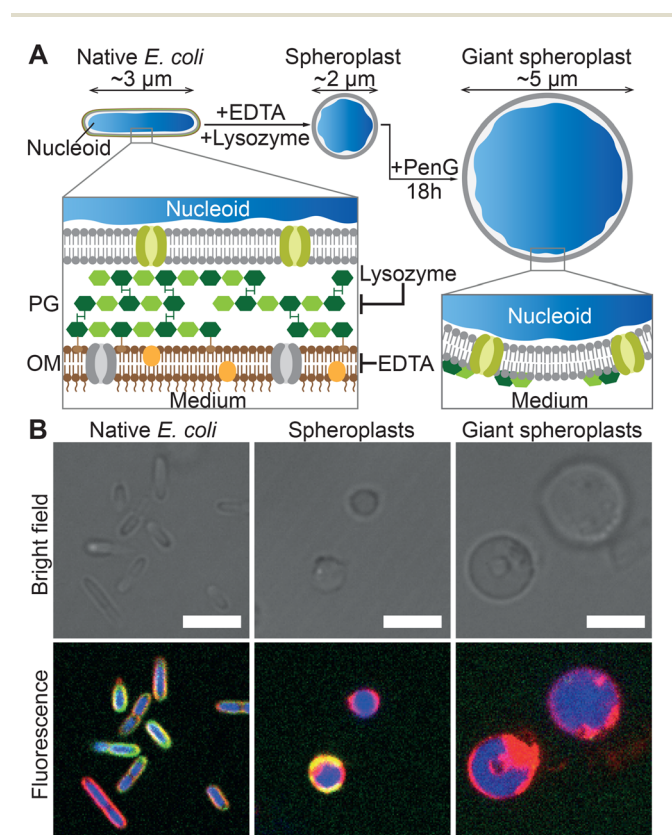 A
Native E. coli
~3 µm
Spheroplast
~2 µm
Giant spheroplast
~5 µm
+EDTA
+Lysozyme
Nucleoid
+PenG
18h
Nucleoid
Lysozyme
PG
OM
EDTA
Medium
Nucleoid
Medium
B
Native E. coli
Spheroplasts
Giant spheroplasts
Bright field
Fluorescence